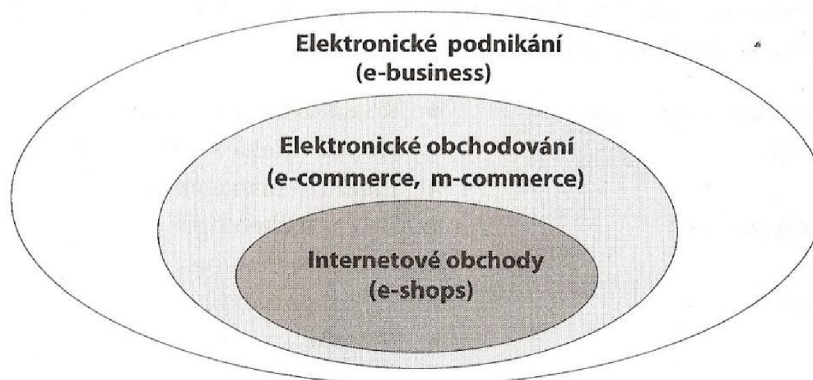 Elektronické podnikání
(e-business)
Elektronické obchodování
(e-commerce, m-commerce)
Internetové obchody
(e-shops)